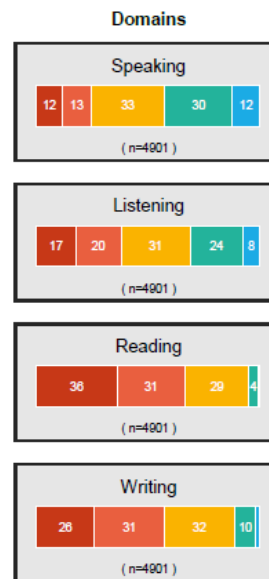 Domains
Speaking
12 13 33 30 12
( n=4901 )
Listening
17 20 31 24 8
( n=4901 )
Reading
36 31 29 4
( n=4901 )
Writing
26 31 32 10
( n=4901 )